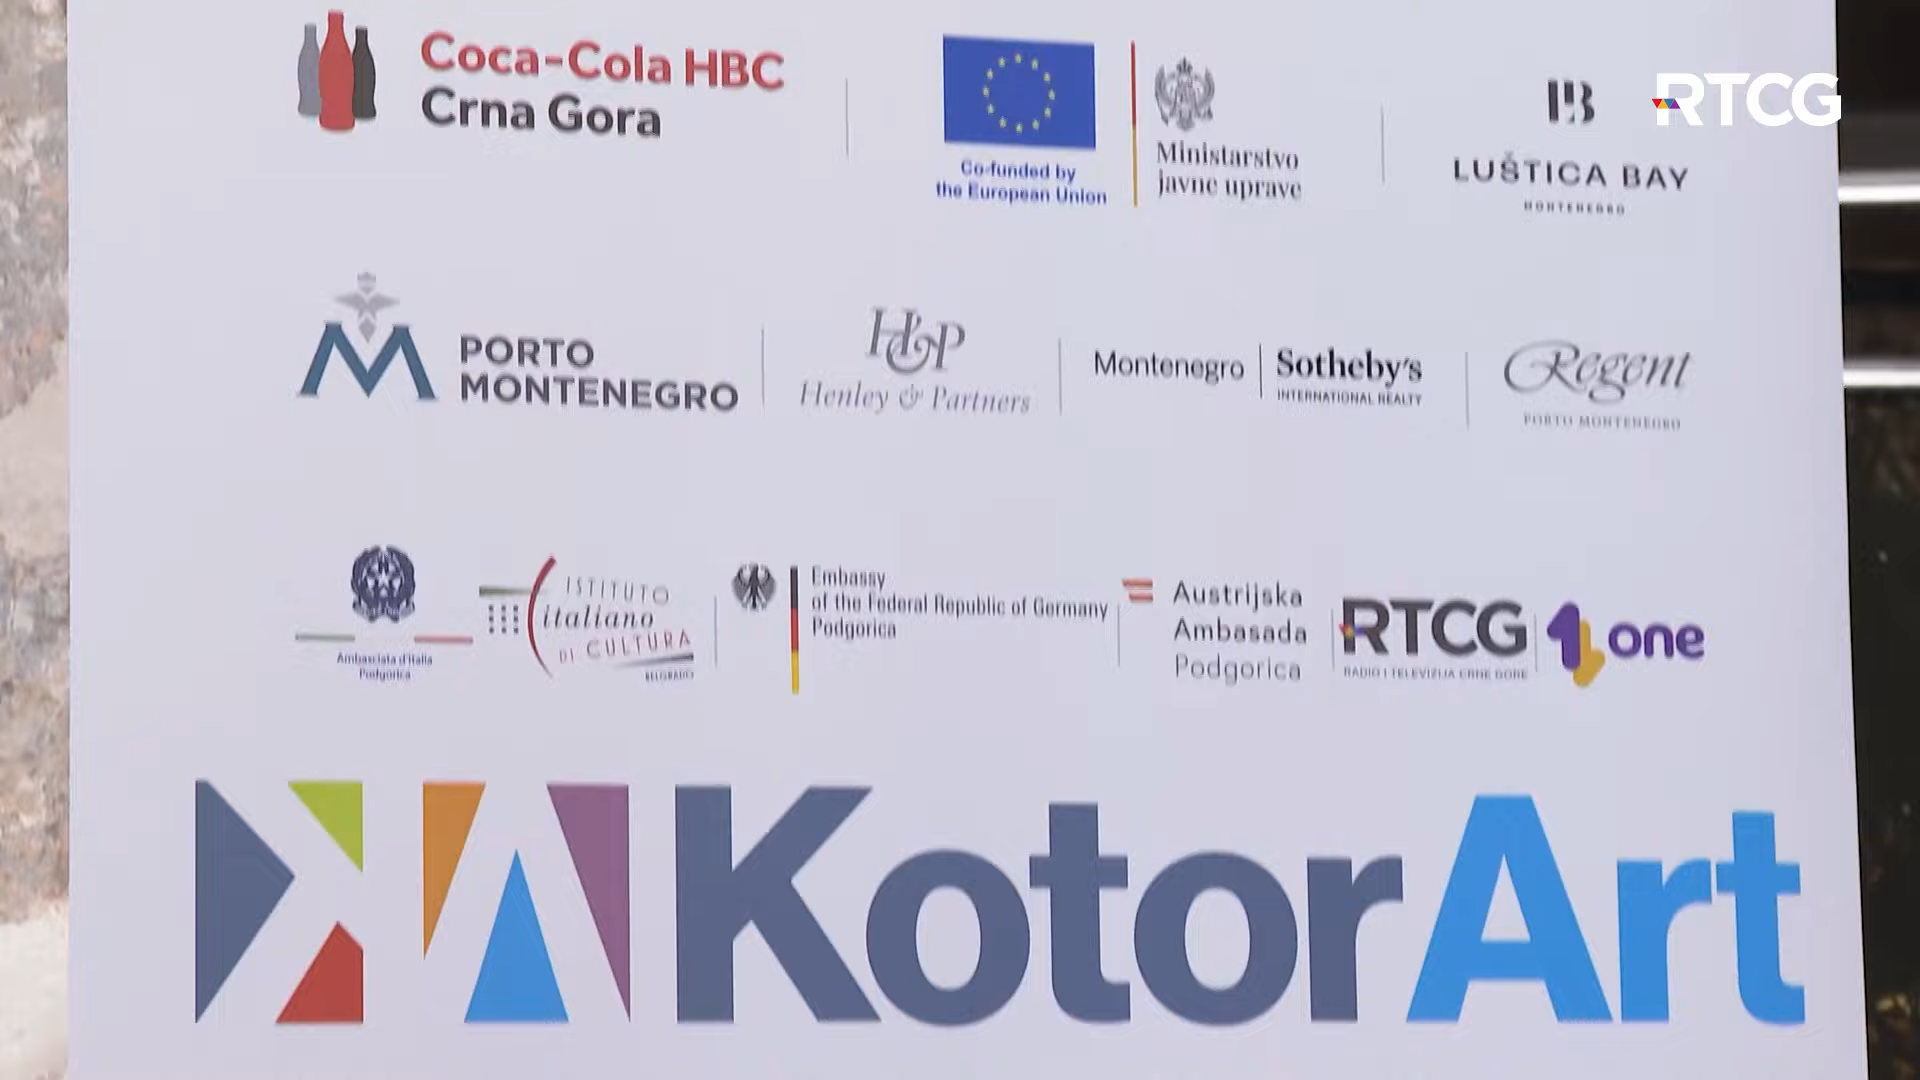 Coca-Cola HBC
Crna Gora
Co-funded by
the European Union
Ministarstvo
javne uprave
LUŠTICA BAY
MONTENEGRO
RTCG
PORTO
MONTENEGRO
H&P
Henley & Partners
Montenegro
Sotheby's
INTERNATIONAL REALTY
Regent
PORTO MONTENEGRO
Ambasciata d'Italia
Podgorica
ISTITUTO
italiano
DI CULTURA
BELGRADO
Embassy
of the Federal Republic of Germany
Podgorica
Austrijska
Ambasada
Podgorica
RTCG
RADIO I TELEVIZIJA CRNE GORE
one
KotorArt